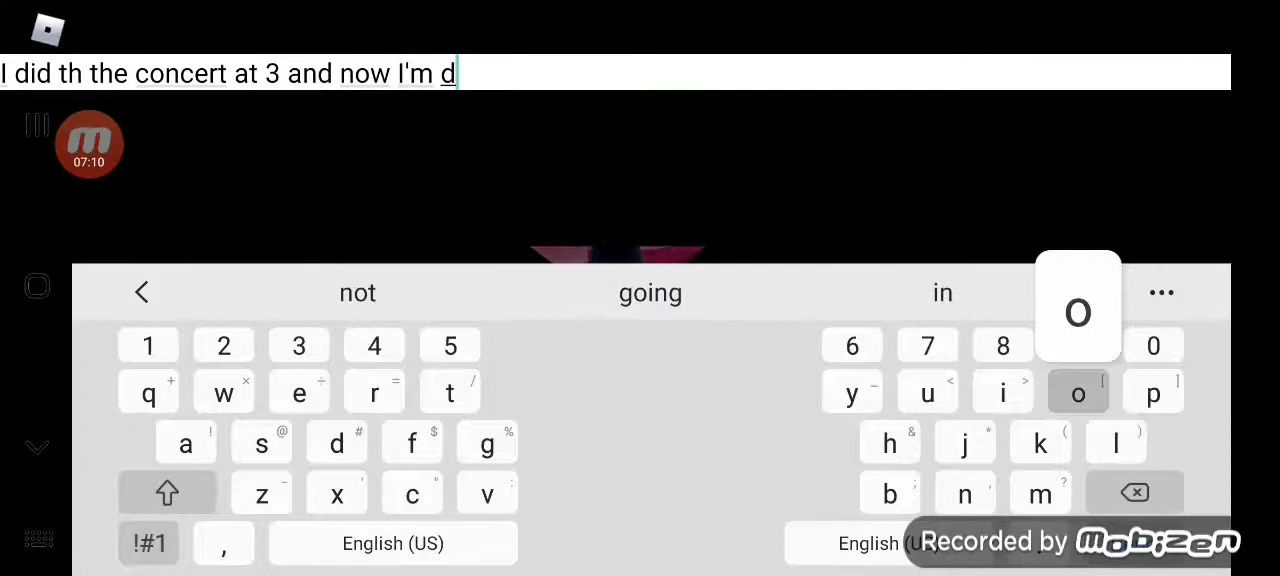 I did th the concert at 3 and now I'm d
m
07:10
not going in o ...
1 2 3 4 5 6 7 8 0
q + w × e ÷ r = t / y _ u < i > o [ p ]
a ! s @ d # f $ g % h & j * k ( l )
z - x ' c " v : b ; n , m ?
!#1 , English (US) English (U
Recorded by Mobizen